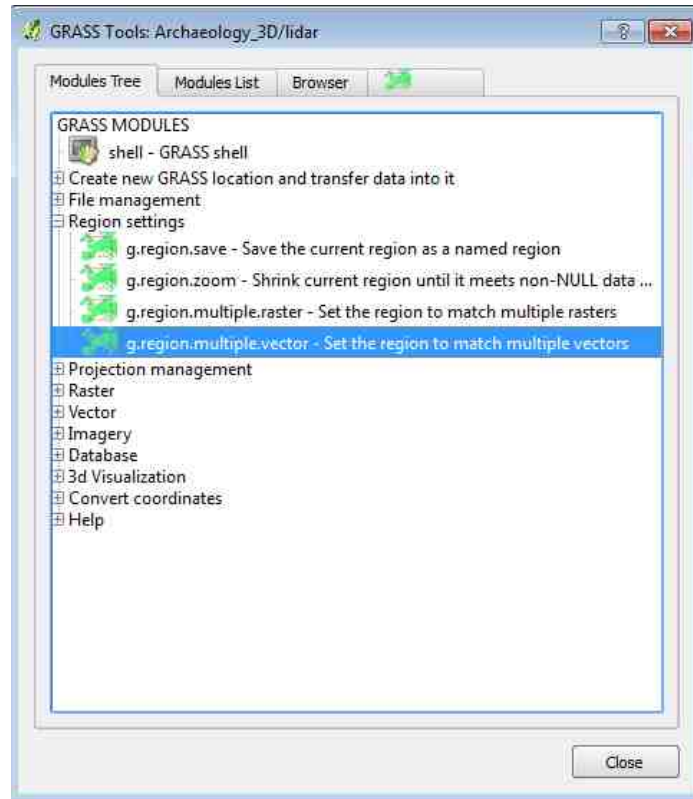 GRASS Tools: Archaeology_3D/lidar
Modules Tree
Modules List
Browser
GRASS MODULES
shell - GRASS shell
Create new GRASS location and transfer data into it
File management
Region settings
g.region.save - Save the current region as a named region
g.region.zoom - Shrink current region until it meets non-NULL data ...
g.region.multiple.raster - Set the region to match multiple rasters
g.region.multiple.vector - Set the region to match multiple vectors
Projection management
Raster
Vector
Imagery
Database
3d Visualization
Convert coordinates
Help
Close